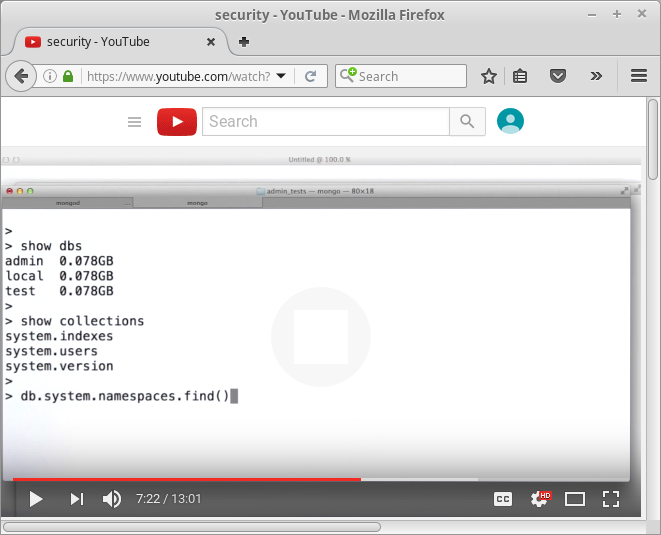 security - YouTube - Mozilla Firefox
security - YouTube
https://www.youtube.com/watch?
Search
Search
Untitled @ 100.0 %
admin_tests — mongo — 80×18
mongod
mongo
>
> show dbs
admin 0.078GB
local 0.078GB
test 0.078GB
>
> show collections
system.indexes
system.users
system.version
>
> db.system.namespaces.find()
7:22 / 13:01
CC
HD